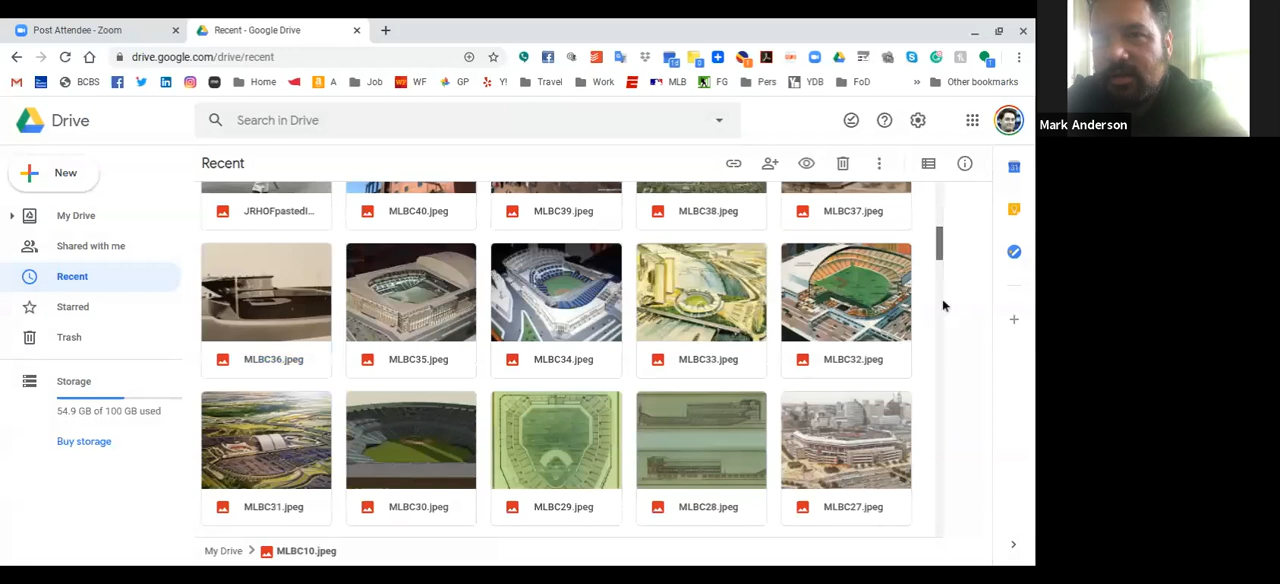 Post Attendee - Zoom
Recent - Google Drive
drive.google.com/drive/recent
BCBS
Home
A
Job
WF
GP
Y!
Travel
Work
MLB
FG
Pers
YDB
FoD
Other bookmarks
Mark Anderson
Drive
Search in Drive
New
Recent
My Drive
Shared with me
Recent
Starred
Trash
Storage
54.9 GB of 100 GB used
Buy storage
JRHOFpastedI...
MLBC40.jpeg
MLBC39.jpeg
MLBC38.jpeg
MLBC37.jpeg
MLBC36.jpeg
MLBC35.jpeg
MLBC34.jpeg
MLBC33.jpeg
MLBC32.jpeg
MLBC31.jpeg
MLBC30.jpeg
MLBC29.jpeg
MLBC28.jpeg
MLBC27.jpeg
My Drive > MLBC10.jpeg